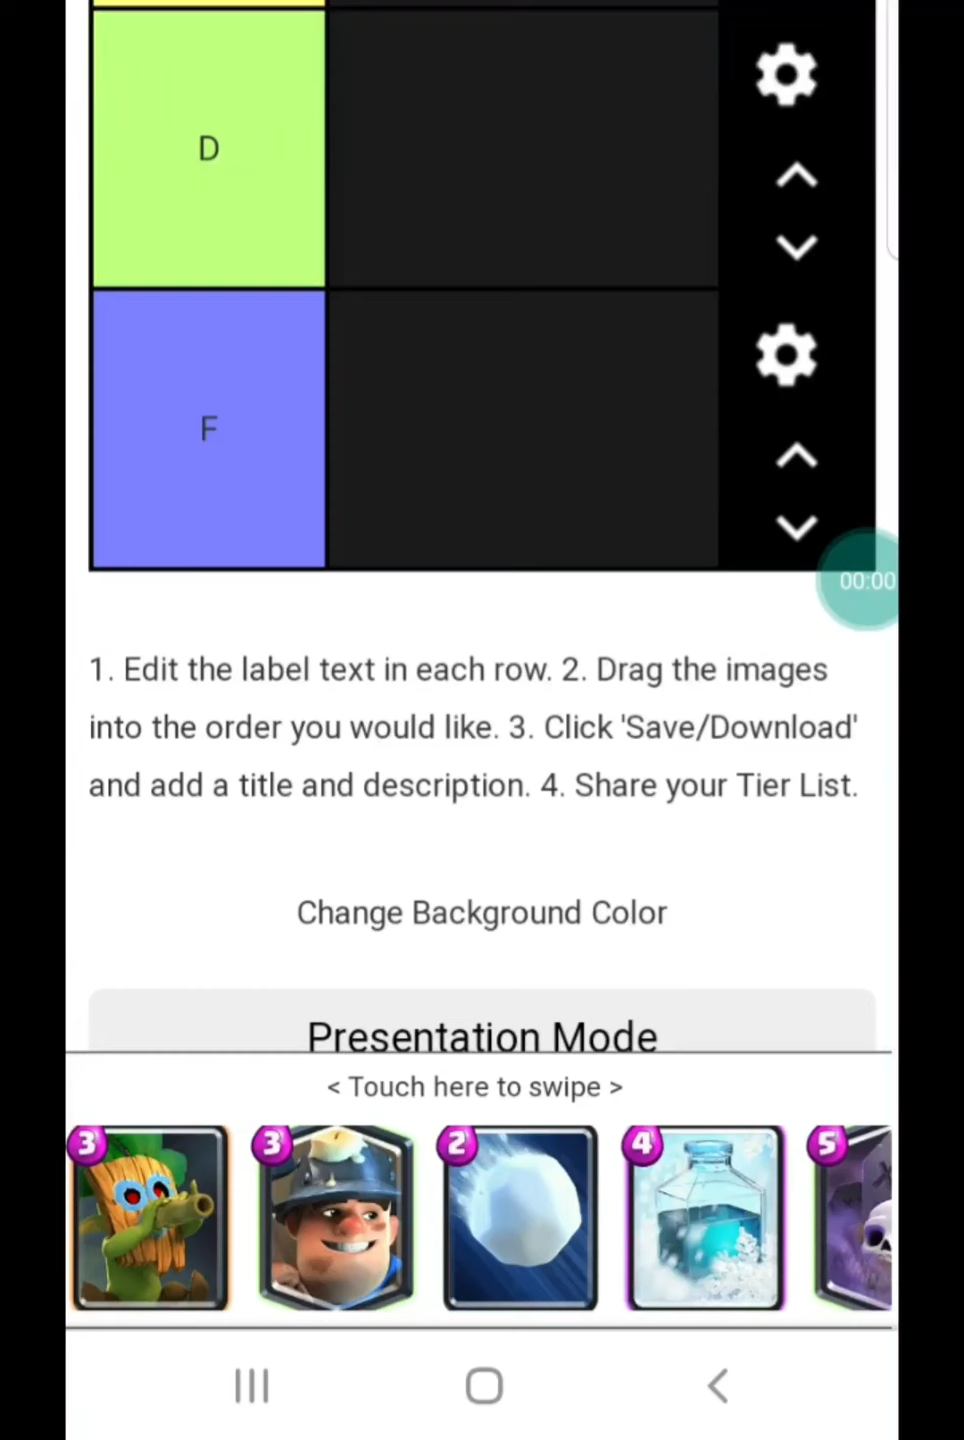 D
F
00:00
1. Edit the label text in each row. 2. Drag the images
into the order you would like. 3. Click 'Save/Download'
and add a title and description. 4. Share your Tier List.
Change Background Color
Presentation Mode
< Touch here to swipe >
3 3 2 4 5